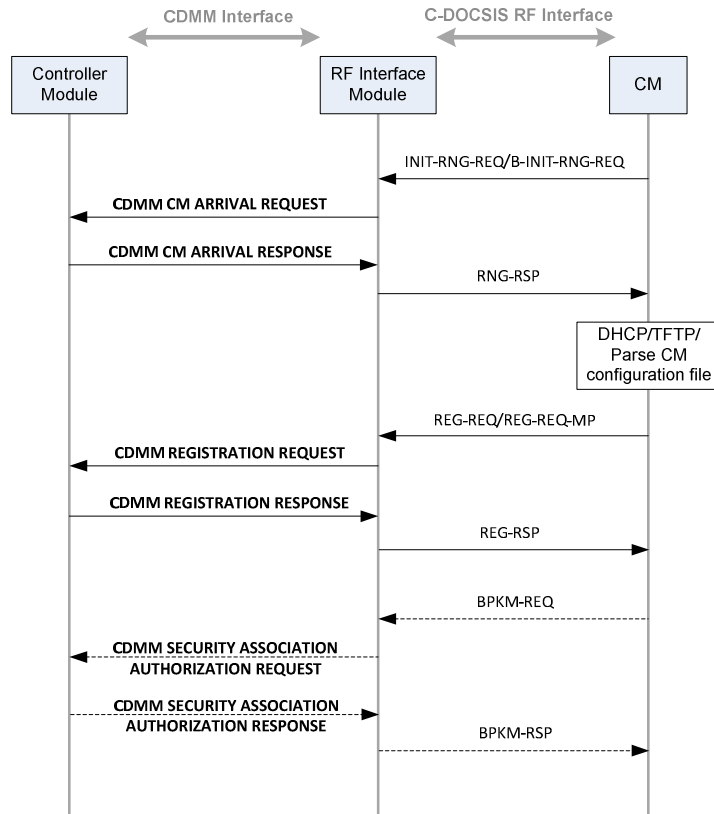 CDMM Interface
C-DOCSIS RF Interface
Controller
Module
RF Interface
Module
CM
INIT-RNG-REQ/B-INIT-RNG-REQ
CDMM CM ARRIVAL REQUEST
CDMM CM ARRIVAL RESPONSE
RNG-RSP
DHCP/TFTP/
Parse CM
configuration file
REG-REQ/REG-REQ-MP
CDMM REGISTRATION REQUEST
CDMM REGISTRATION RESPONSE
REG-RSP
BPKM-REQ
CDMM SECURITY ASSOCIATION
AUTHORIZATION REQUEST
CDMM SECURITY ASSOCIATION
AUTHORIZATION RESPONSE
BPKM-RSP